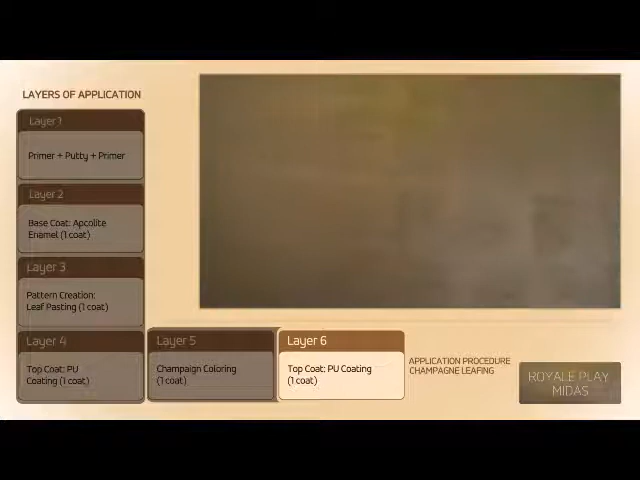 LAYERS OF APPLICATION
Layer 1
Primer + Putty + Primer
Layer 2
Base Coat: Apcolite
Enamel (1 coat)
Layer 3
Pattern Creation:
Leaf Pasting (1 coat)
Layer 4
Top Coat: PU
Coating (1 coat)
Layer 5
Champaign Coloring
(1 coat)
Layer 6
Top Coat: PU Coating
(1 coat)
APPLICATION PROCEDURE
CHAMPAGNE LEAFING
ROYALE PLAY
MIDAS